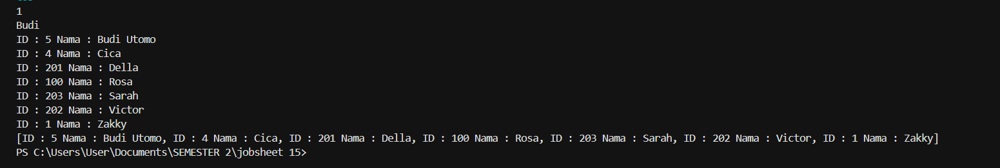 1
Budi
ID : 5 Nama : Budi Utomo
ID : 4 Nama : Cica
ID : 201 Nama : Della
ID : 100 Nama : Rosa
ID : 203 Nama : Sarah
ID : 202 Nama : Victor
ID : 1 Nama : Zakky
[ID : 5 Nama : Budi Utomo, ID : 4 Nama : Cica, ID : 201 Nama : Della, ID : 100 Nama : Rosa, ID : 203 Nama : Sarah, ID : 202 Nama : Victor, ID : 1 Nama : Zakky]
PS C:\Users\User\Documents\SEMESTER 2\jobsheet 15>